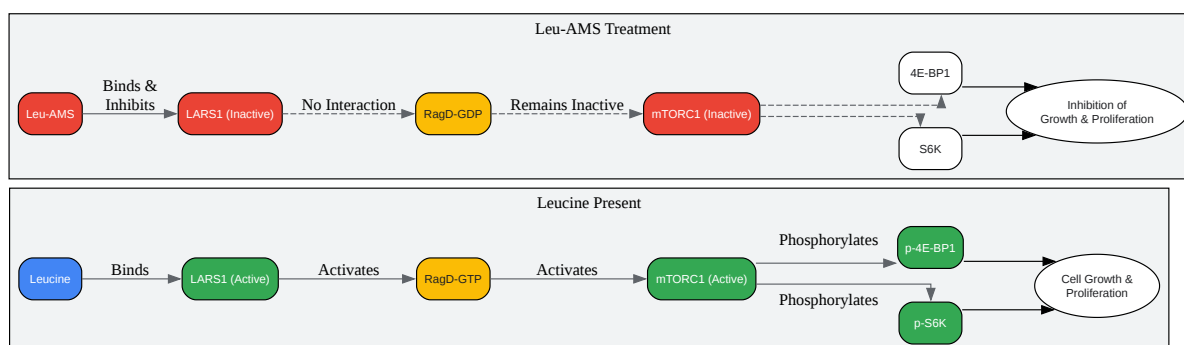 Leu-AMS Treatment
Leu-AMS
Binds &
Inhibits
LARS1 (Inactive)
No Interaction
RagD-GDP
Remains Inactive
mTORC1 (Inactive)
4E-BP1
S6K
Inhibition of
Growth & Proliferation
Leucine Present
Leucine
Binds
LARS1 (Active)
Activates
RagD-GTP
Activates
mTORC1 (Active)
Phosphorylates
Phosphorylates
p-4E-BP1
p-S6K
Cell Growth &
Proliferation